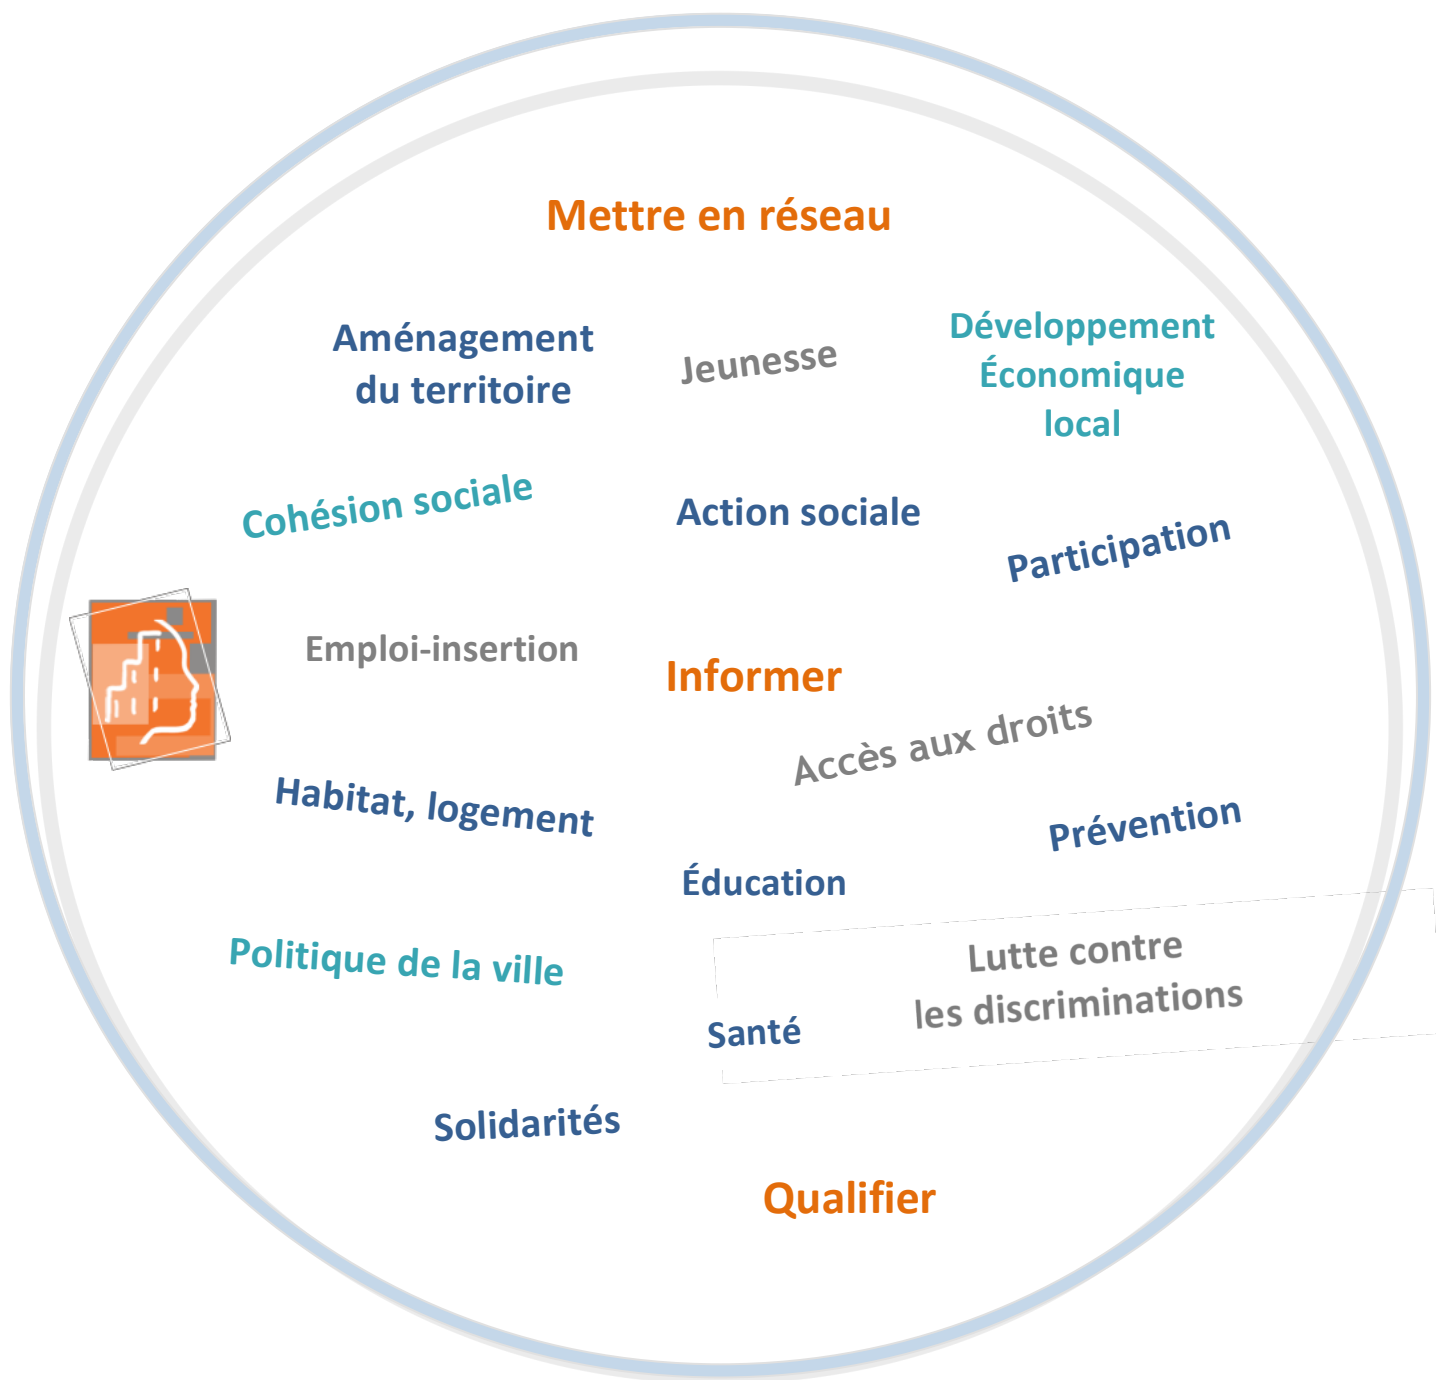 Mettre en réseau
Aménagement
du territoire
Jeunesse
Développement
Économique
local
Cohésion sociale
Action sociale
Participation
Emploi-insertion
Informer
Accès aux droits
Habitat, logement
Prévention
Éducation
Politique de la ville
Lutte contre
les discriminations
Santé
Solidarités
Qualifier